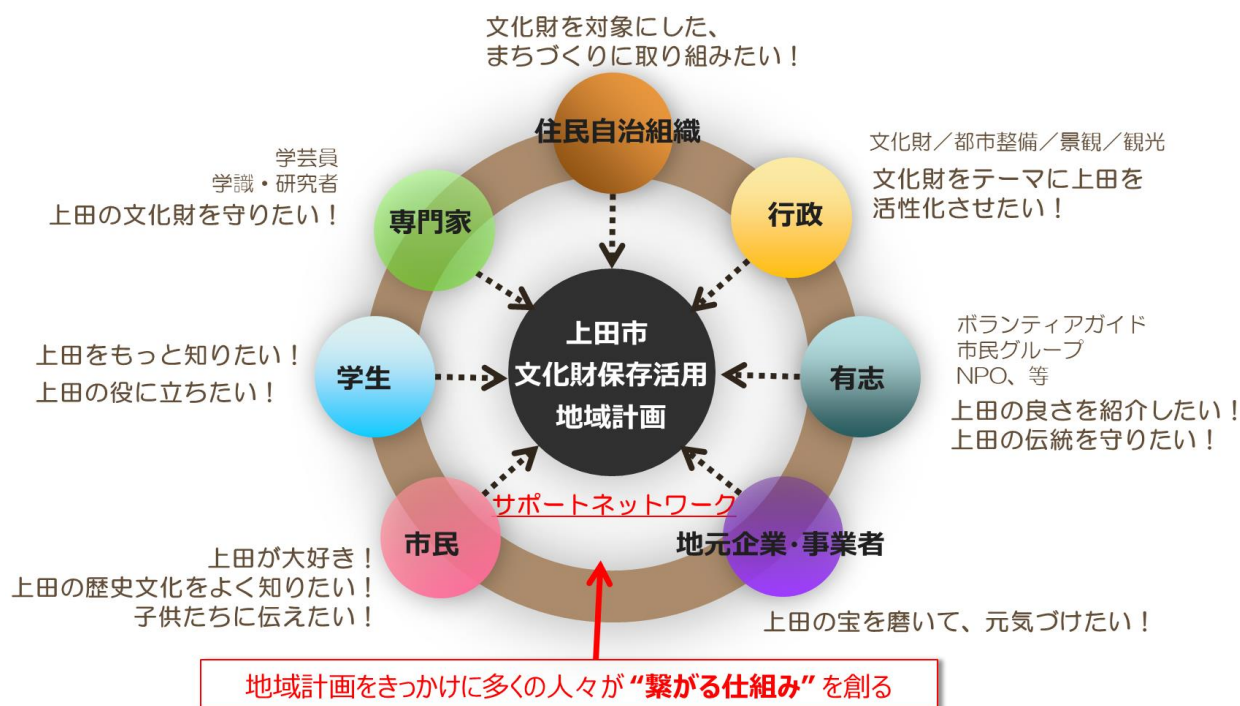 文化財を対象にした、
まちづくりに取り組みたい！
住民自治組織
学芸員
学識・研究者
上田の文化財を守りたい！
専門家
文化財／都市整備／景観／観光
文化財をテーマに上田を
活性化させたい！
行政
上田をもっと知りたい！
上田の役に立ちたい！
学生
上田市
文化財保存活用
地域計画
有志
ボランティアガイド
市民グループ
NPO、等
上田の良さを紹介したい！
上田の伝統を守りたい！
サポートネットワーク
市民
上田が大好き！
上田の歴史文化をよく知りたい！
子供たちに伝えたい！
地元企業・事業者
上田の宝を磨いて、元気づけたい！
地域計画をきっかけに多くの人々が“繋がる仕組み”を創る